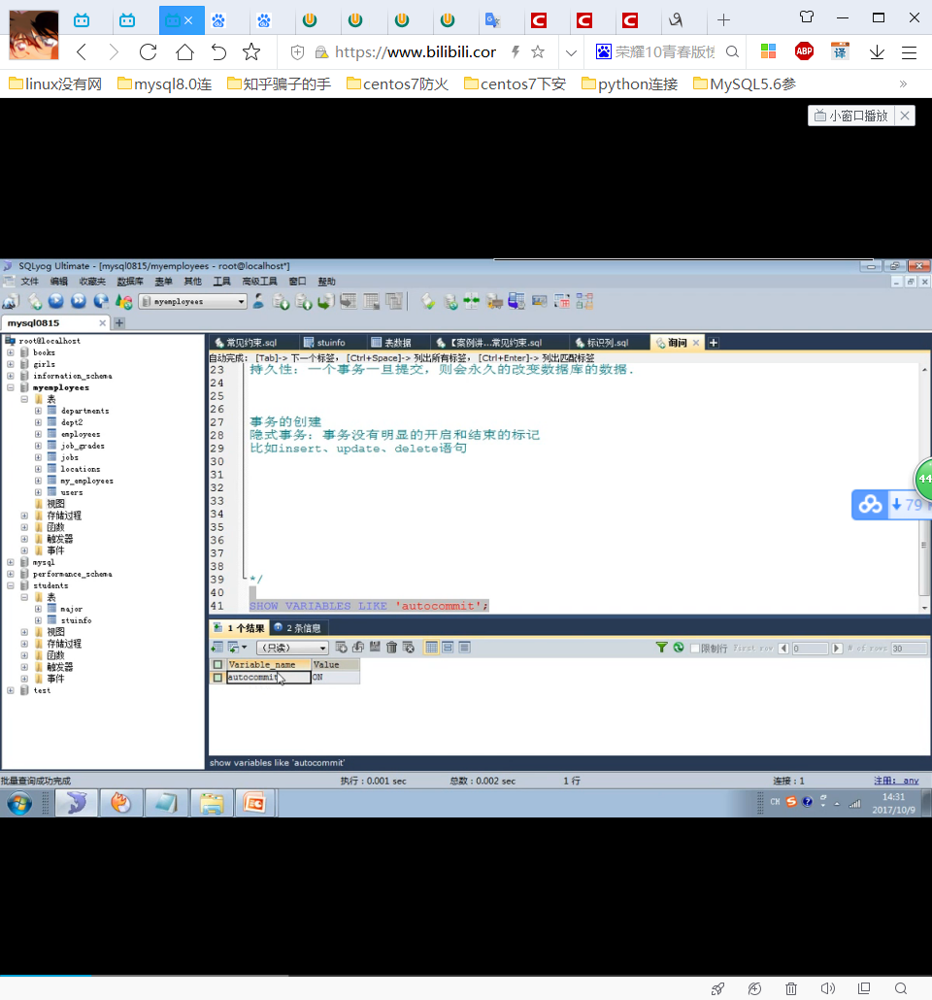 https://www.bilibili.cor
荣耀10青春版
ABP
译
linux没有网
mysql8.0连
知乎骗子的手
centos7防火
centos7下安
python连接
MySQL5.6参
小窗口播放
SQLyog Ultimate - [mysql0815/myemployees - root@localhost*]
文件 编辑 收藏夹 数据库 表单 其他 工具 高级工具 窗口 帮助
myemployees
mysql0815
root@localhost
books
girls
information_schema
myemployees
表
departments
dept2
employees
job_grades
jobs
locations
my_employees
users
视图
存储过程
函数
触发器
事件
mysql
performance_schema
students
表
major
stuinfo
视图
存储过程
函数
触发器
事件
test
常见约束.sql
stuinfo
表数据
【案例讲...常见约束.sql
标识列.sql
询问
自动完成: [Tab]-> 下一个标签, [Ctrl+Space]-> 列出所有标签, [Ctrl+Enter]-> 列出匹配标签
23 持久性：一个事务一旦提交，则会永久的改变数据库的数据.
24
25
26
27 事务的创建
28 隐式事务：事务没有明显的开启和结束的标记
29 比如insert、update、delete语句
30
31
32
33
34
35
36
37
38
39 */
40
41 SHOW VARIABLES LIKE 'autocommit';
1 个结果
2 条信息
(只读)
限制行 First row 0 # of rows 30
Variable_name Value
autocommit ON
show variables like 'autocommit'
批量查询成功完成
执行：0.001 sec
总数：0.002 sec
1 行
连接：1
注册: any
CH
14:31
2017/10/9
44
79